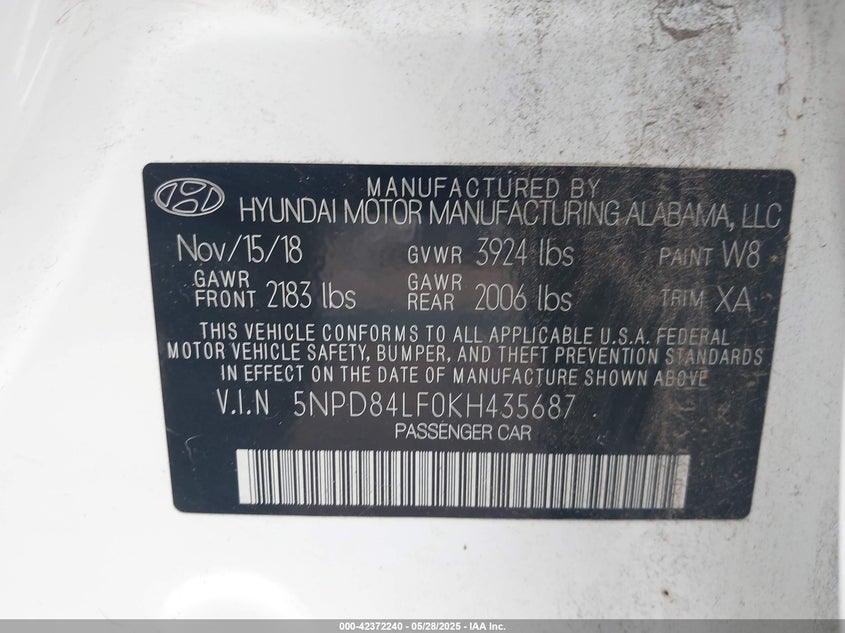 MANUFACTURED BY
HYUNDAI MOTOR MANUFACTURING ALABAMA, LLC
Nov/15/18 GVWR 3924 lbs PAINT W8
GAWR FRONT 2183 lbs GAWR REAR 2006 lbs TRIM XA
THIS VEHICLE CONFORMS TO ALL APPLICABLE U.S.A. FEDERAL
MOTOR VEHICLE SAFETY, BUMPER, AND THEFT PREVENTION STANDARDS
IN EFFECT ON THE DATE OF MANUFACTURE SHOWN ABOVE
V.I.N 5NPD84LF0KH435687
PASSENGER CAR
000-42372240 - 05/28/2025 - IAA Inc.